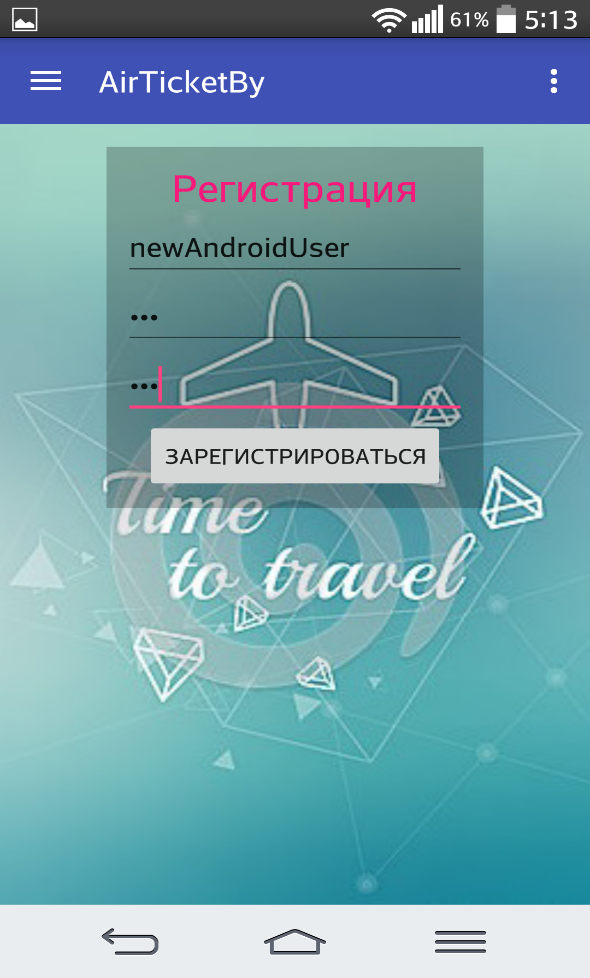 61% 5:13
AirTicketBy
Регистрация
newAndroidUser
•••
•••
ЗАРЕГИСТРИРОВАТЬСЯ
Time
to travel